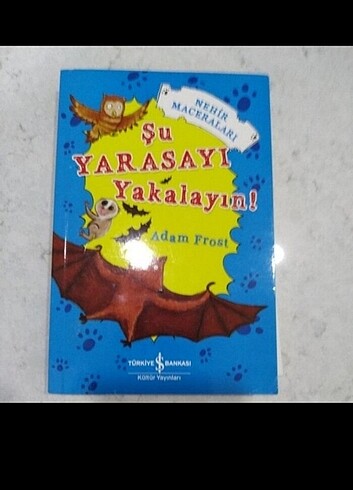 NEHİR
MACERALARI
Şu
YARASAYI
Yakalayın!
Adam Frost
TÜRKİYE İŞ BANKASI
Kültür Yayınları